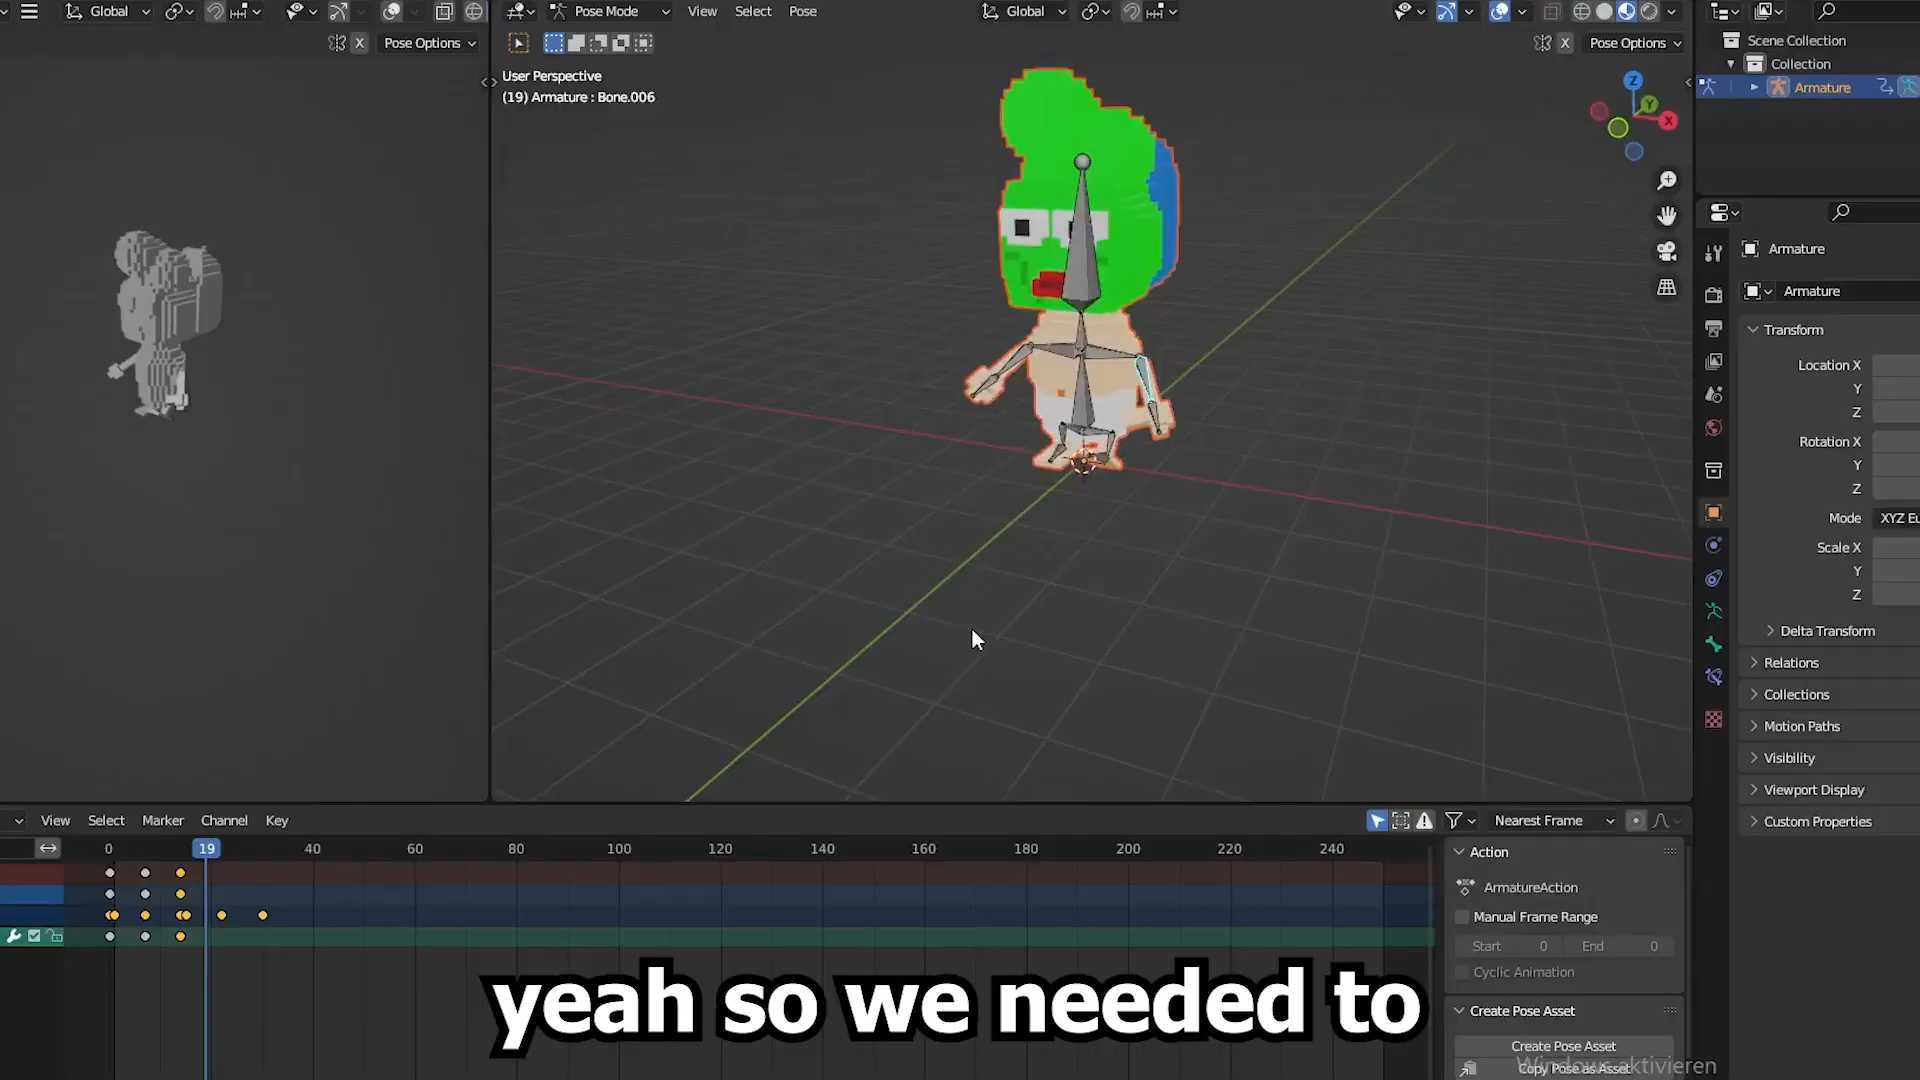 Global
Pose Mode
View
Select
Pose
Global
X
Pose Options
X
Pose Options
User Perspective
(19) Armature : Bone.006
Z
Y
X
Scene Collection
Collection
Armature
Armature
Armature
Transform
Location X
Y
Z
Rotation X
Y
Z
Mode
XYZ Eu
Scale X
Y
Z
Delta Transform
Relations
Collections
Motion Paths
Visibility
Viewport Display
Custom Properties
View
Select
Marker
Channel
Key
Nearest Frame
0
19
40
60
80
100
120
140
160
180
200
220
240
Action
ArmatureAction
Manual Frame Range
Start 0
End 0
Cyclic Animation
Create Pose Asset
Create Pose Asset
Copy Pose as Asset
Windows aktivieren
yeah so we needed to